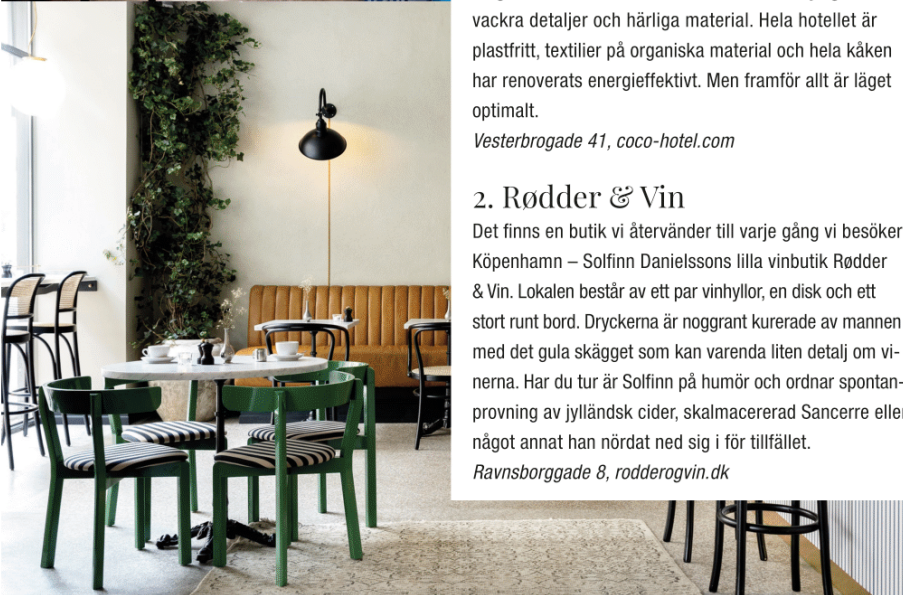 vackra detaljer och härliga material. Hela hotellet är
plastfritt, textilier på organiska material och hela kåken
har renoverats energieffektivt. Men framför allt är läget
optimalt.
Vesterbrogade 41, coco-hotel.com
2. Rødder & Vin
Det finns en butik vi återvänder till varje gång vi besöker
Köpenhamn – Solfinn Danielssons lilla vinbutik Rødder
& Vin. Lokalen består av ett par vinhyllor, en disk och ett
stort runt bord. Dryckerna är noggrant kurerade av mannen
med det gula skägget som kan varenda liten detalj om vi-
nerna. Har du tur är Solfinn på humör och ordnar spontan-
provning av jylländsk cider, skalmacererad Sancerre eller
något annat han nördat ned sig i för tillfället.
Ravnsborggade 8, rodderogvin.dk